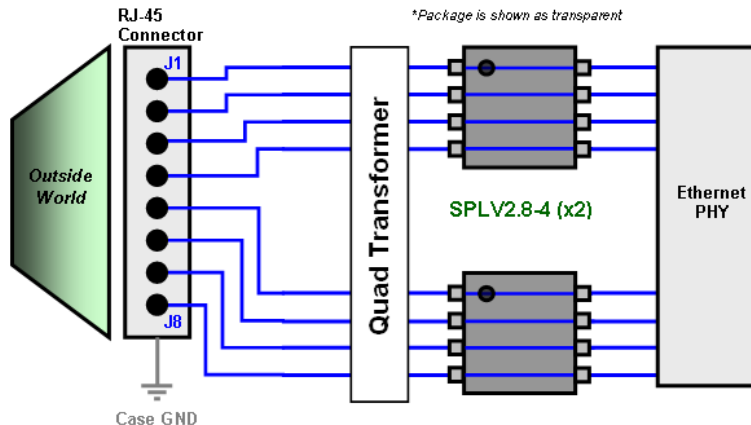 RJ-45
Connector
*Package is shown as transparent
J1
Outside
World
Quad Transformer
SPLV2.8-4 (x2)
Ethernet
PHY
J8
Case GND